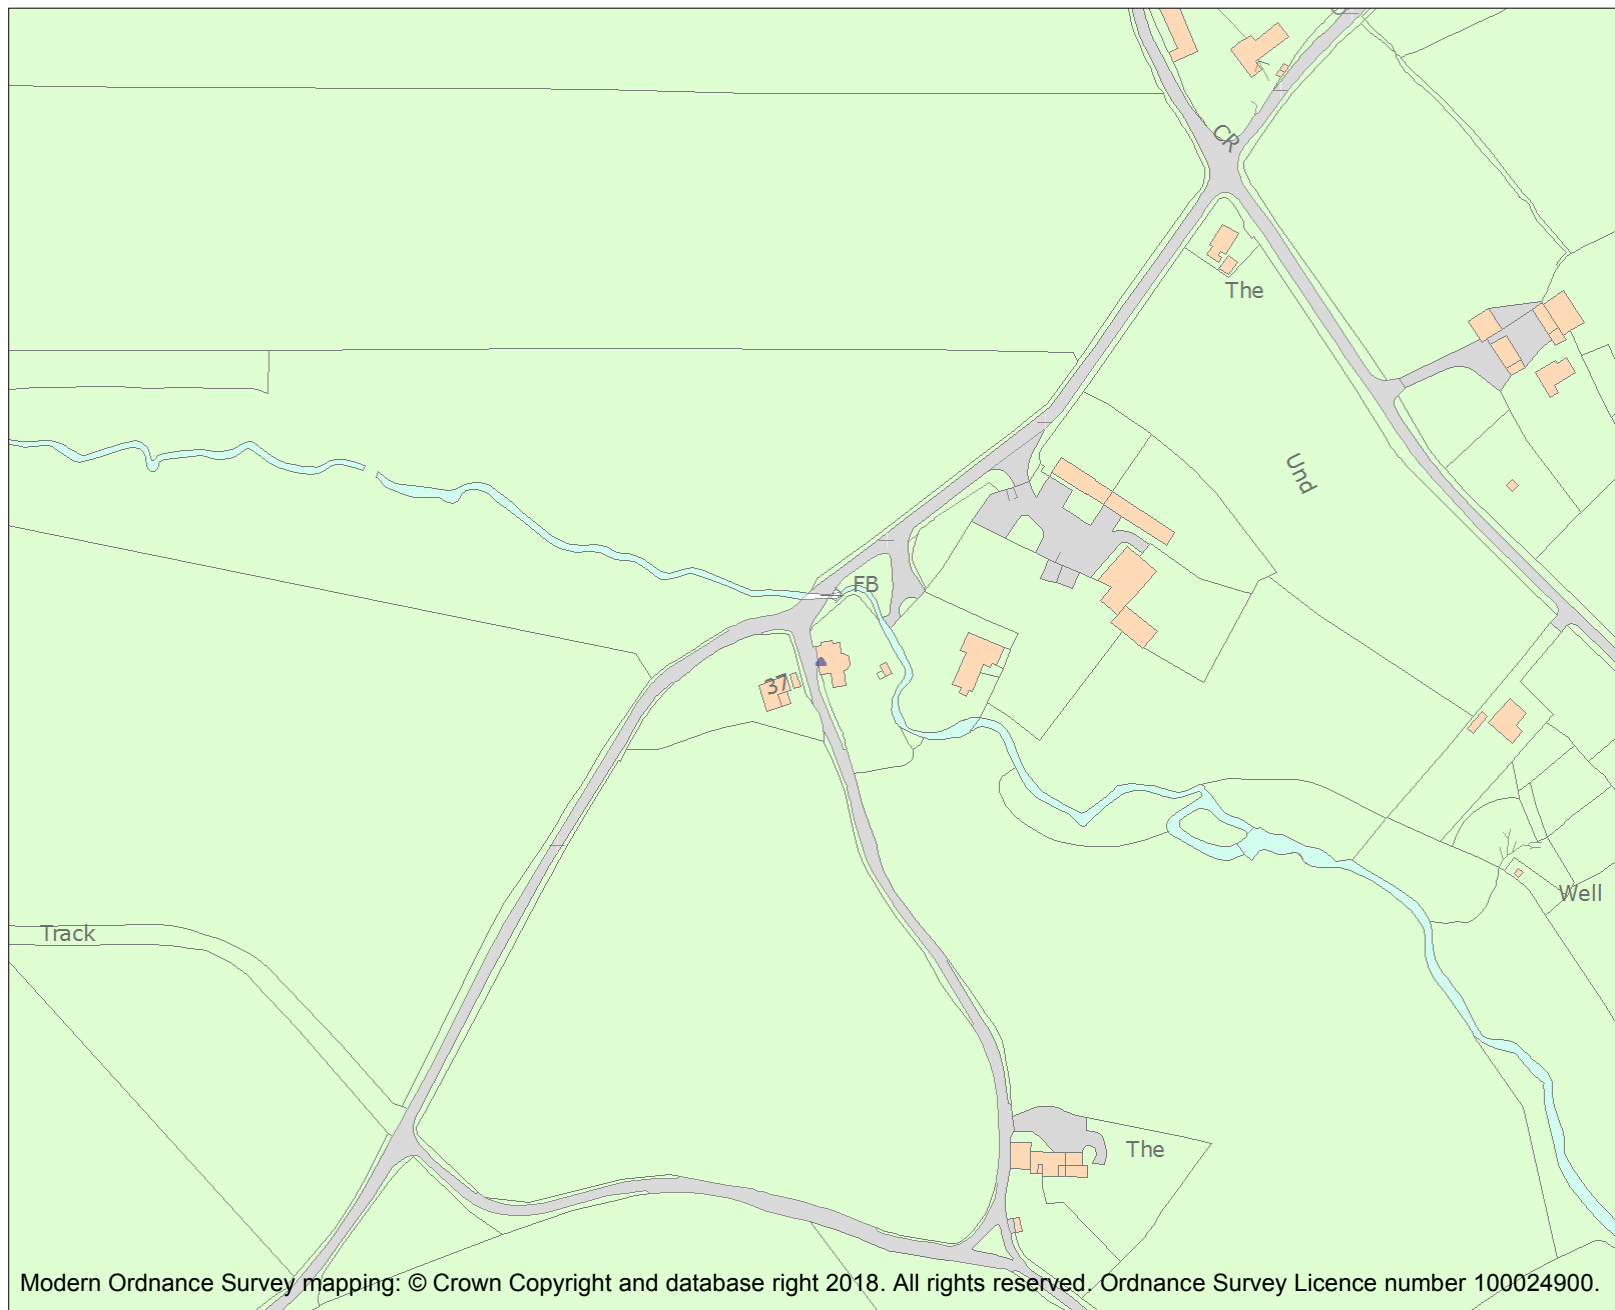 CR
The
Und
FB
37
Well
Track
The
Modern Ordnance Survey mapping: © Crown Copyright and database right 2018. All rights reserved. Ordnance Survey Licence number 100024900.